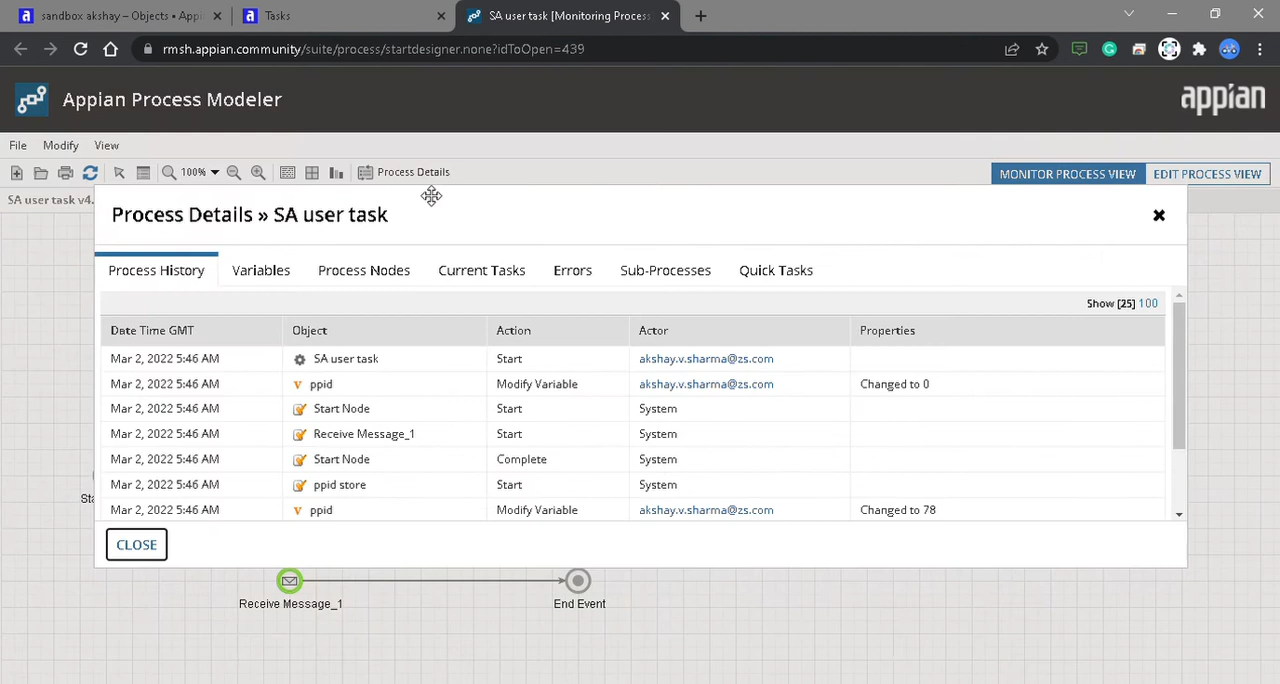 sandbox akshay – Objects • Appi
Tasks
SA user task [Monitoring Process
rmsh.appian.community/suite/process/startdesigner.none?idToOpen=439
Appian Process Modeler
appian
File Modify View
100% Process Details
MONITOR PROCESS VIEW EDIT PROCESS VIEW
SA user task v4.
Process Details » SA user task
Process History Variables Process Nodes Current Tasks Errors Sub-Processes Quick Tasks
Show [25] 100
Date Time GMT Object Action Actor Properties
Mar 2, 2022 5:46 AM SA user task Start akshay.v.sharma@zs.com
Mar 2, 2022 5:46 AM ppid Modify Variable akshay.v.sharma@zs.com Changed to 0
Mar 2, 2022 5:46 AM Start Node Start System
Mar 2, 2022 5:46 AM Receive Message_1 Start System
Mar 2, 2022 5:46 AM Start Node Complete System
Mar 2, 2022 5:46 AM ppid store Start System
Mar 2, 2022 5:46 AM ppid Modify Variable akshay.v.sharma@zs.com Changed to 78
Sta
CLOSE
Receive Message_1 End Event